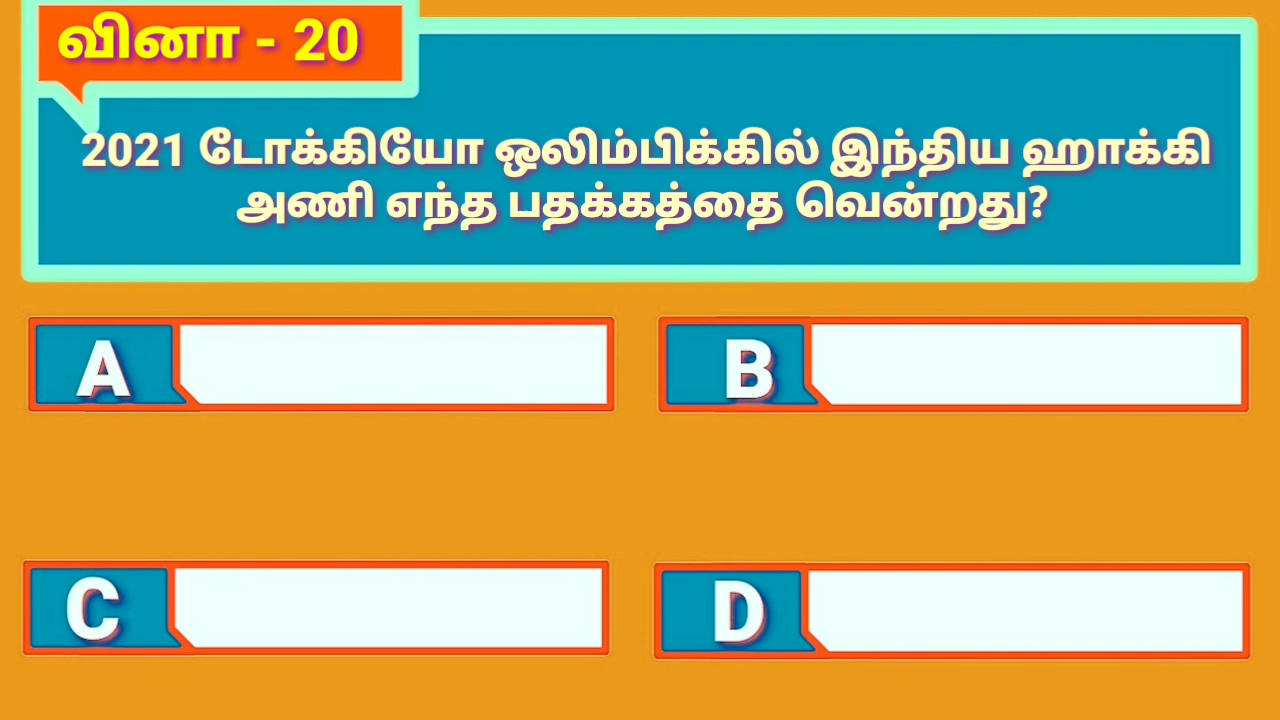 வினா - 20
2021 டோக்கியோ ஒலிம்பிக்கில் இந்திய ஹாக்கி
அணி எந்த பதக்கத்தை வென்றது?
A
B
C
D